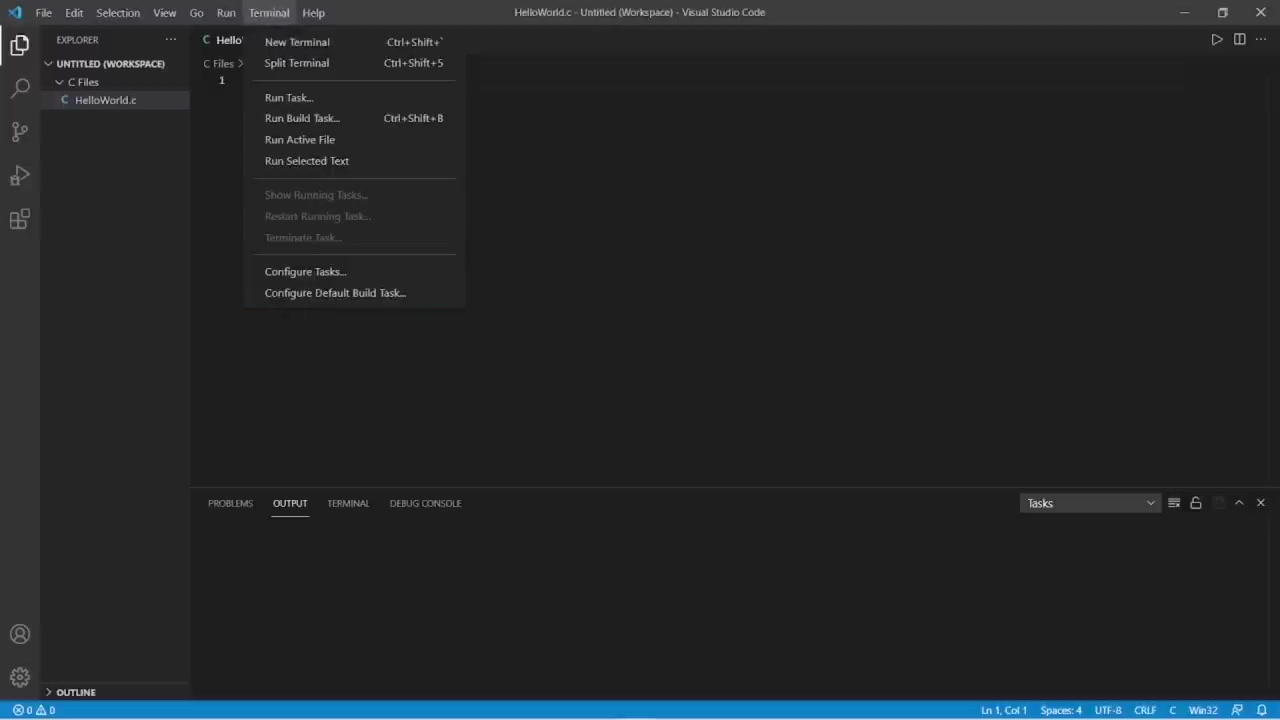 File Edit Selection View Go Run Terminal Help HelloWorld.c - Untitled (Workspace) - Visual Studio Code
EXPLORER
UNTITLED (WORKSPACE)
C Files
C HelloWorld.c
OUTLINE
C Hello
C Files >
1
New Terminal Ctrl+Shift+`
Split Terminal Ctrl+Shift+5
Run Task...
Run Build Task... Ctrl+Shift+B
Run Active File
Run Selected Text
Show Running Tasks...
Restart Running Task...
Terminate Task...
Configure Tasks...
Configure Default Build Task...
PROBLEMS OUTPUT TERMINAL DEBUG CONSOLE Tasks
0 0 Ln 1, Col 1 Spaces: 4 UTF-8 CRLF C Win32